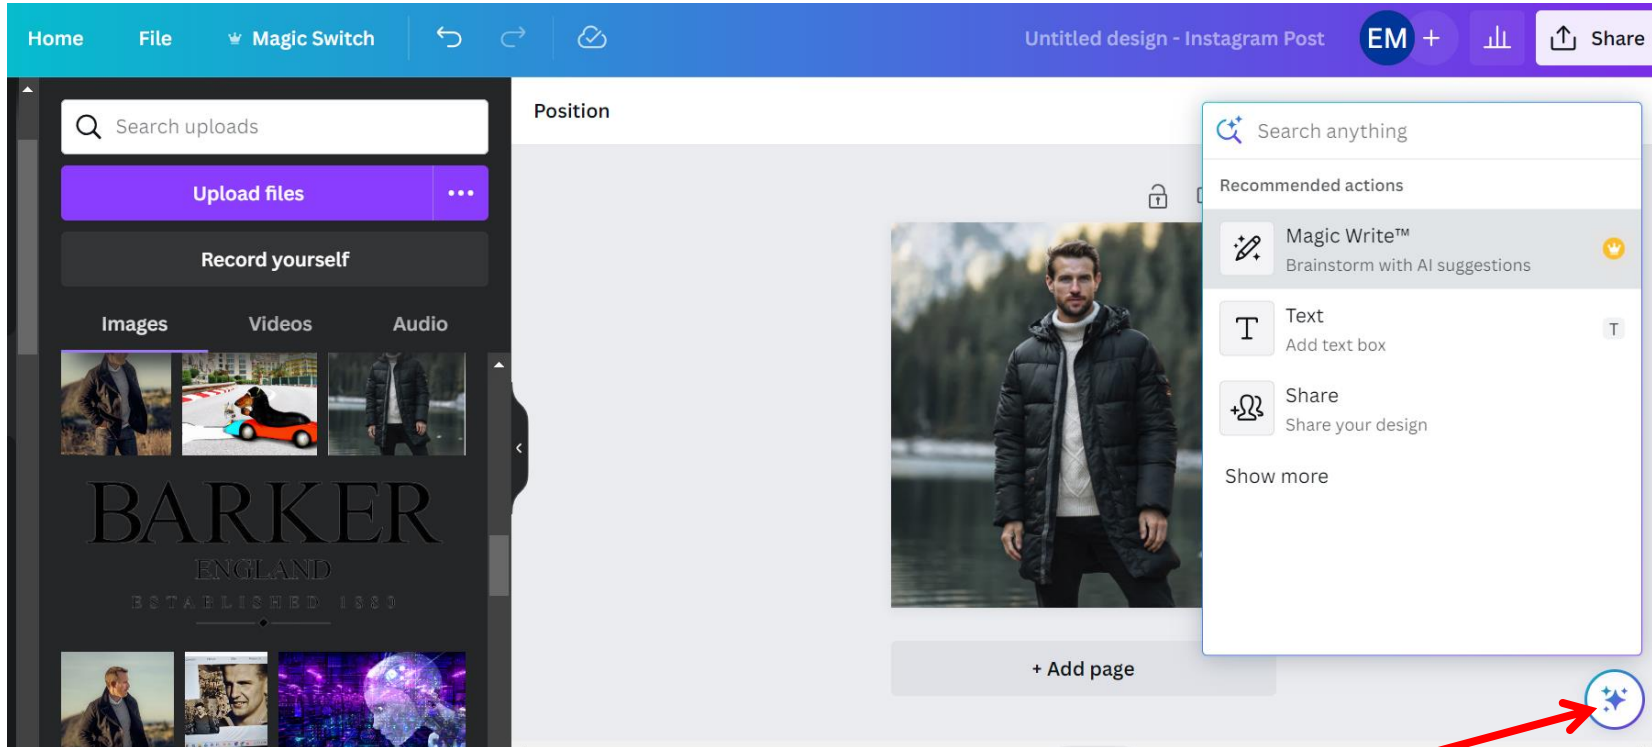 Home File Magic Switch Untitled design - Instagram Post EM + Share
Search uploads
Upload files
Record yourself
Images Videos Audio
BARKER
ENGLAND
ESTABLISHED 1880
Position
+ Add page
Search anything
Recommended actions
Magic Write™
Brainstorm with AI suggestions
Text T
Add text box
Share
Share your design
Show more